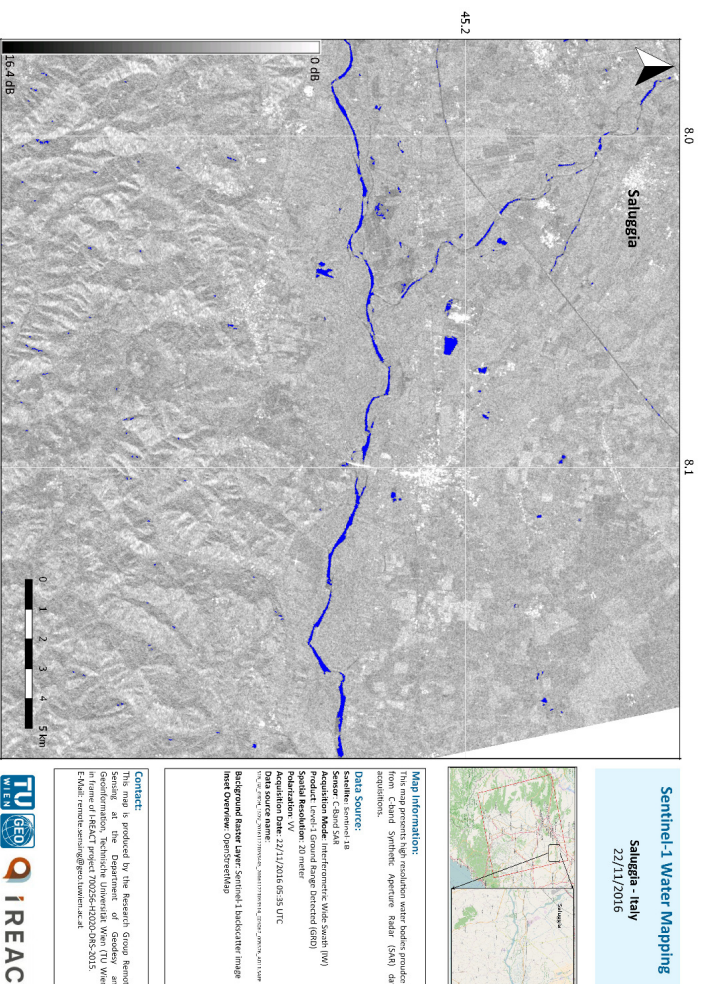 Sentinel-1 Water Mapping
Saluggia - Italy
22/11/2016
8.0
8.1
45.2
Saluggia
0 dB
16.4 dB
0 1 2 3 4 5 km
Saluggia
Map Information:
This map presents high resolution water bodies proudce
from C-band Synthetic Aperture Radar (SAR) da
acquisitions.
Data Source:
Satellite: Sentinel-1B
Sensor: C-Band SAR
Acquisition Mode: Interferometric Wide Swath (IW)
Product: Level-1 Ground Range Detected (GRD)
Spatial Resolution: 20 meter
Polarization: VV
Acquisition Date: 22/11/2016 05:35 UTC
Data source name:
Background Raster Layer: Sentinel-1 backscatter image
Inset Overview: OpenStreetMap
Contact:
This map is produced by the Research Group Remot
Sensing at the Department of Geodesy an
Geoinformation, Technische Universität Wien (TU Wien
in frame of I-REACT project 700256-H2020-DRS-2015.
E-Mail: remote.sensing@geo.tuwien.ac.at
TU
WIEN
GEO
iREAC